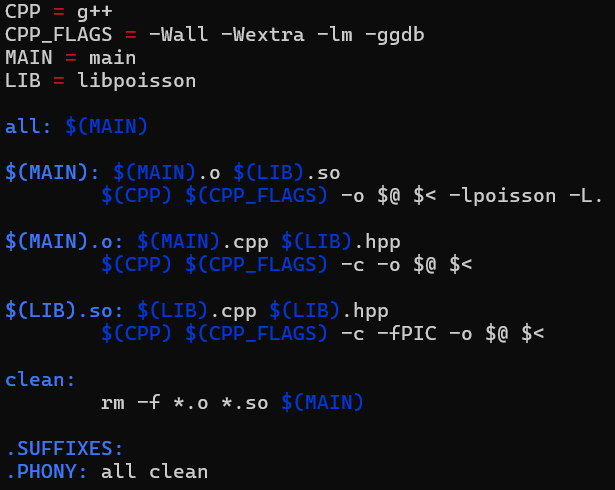 CPP = g++
CPP_FLAGS = -Wall -Wextra -lm -ggdb
MAIN = main
LIB = libpoisson

all: $(MAIN)

$(MAIN): $(MAIN).o $(LIB).so
        $(CPP) $(CPP_FLAGS) -o $@ $< -lpoisson -L.

$(MAIN).o: $(MAIN).cpp $(LIB).hpp
        $(CPP) $(CPP_FLAGS) -c -o $@ $<

$(LIB).so: $(LIB).cpp $(LIB).hpp
        $(CPP) $(CPP_FLAGS) -c -fPIC -o $@ $<

clean:
        rm -f *.o *.so $(MAIN)

.SUFFIXES:
.PHONY: all clean